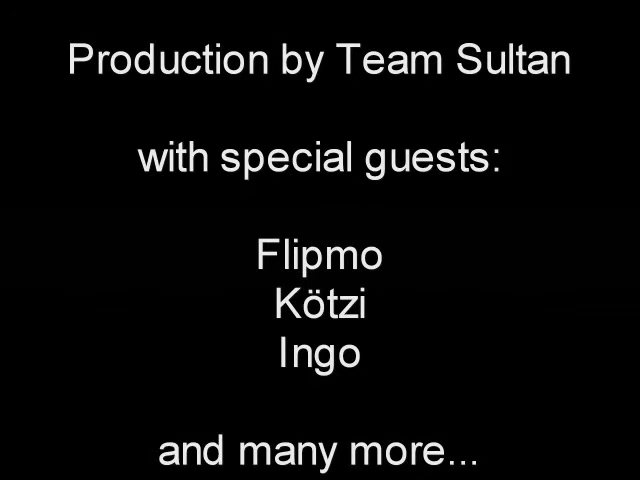 Production by Team Sultan
with special guests:
Flipmo
Kötzi
Ingo
and many more...